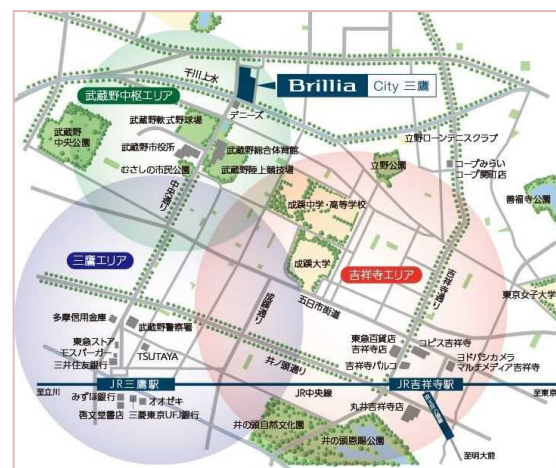 千川上水
Brillia City 三鷹
武蔵野中枢エリア
デニーズ
武蔵野軟式野球場
武蔵野
中央公園
武蔵野市役所
武蔵野総合体育館
むさしの市民公園
武蔵野陸上競技場
立野ローンテニスクラブ
立野公園
コープみらい
コープ関町店
善福寺公園
中央通り
成蹊中学・高等学校
三鷹エリア
成蹊大学
吉祥寺エリア
吉祥寺通り
成蹊通り
五日市街道
東京女子大学
多摩信用金庫
武蔵野警察署
東急ストア
モスバーガー
三井住友銀行
TSUTAYA
井ノ頭通り
東急百貨店
吉祥寺店
コピス吉祥寺
吉祥寺パルコ
ヨドバシカメラ
マルチメディア吉祥寺
至立川
JR三鷹駅
JR中央線
JR吉祥寺駅
至東京
みずほ銀行
オオゼキ
啓文堂書店
三菱東京UFJ銀行
丸井吉祥寺店
井の頭自然文化園
井の頭恩賜公園
至明大前